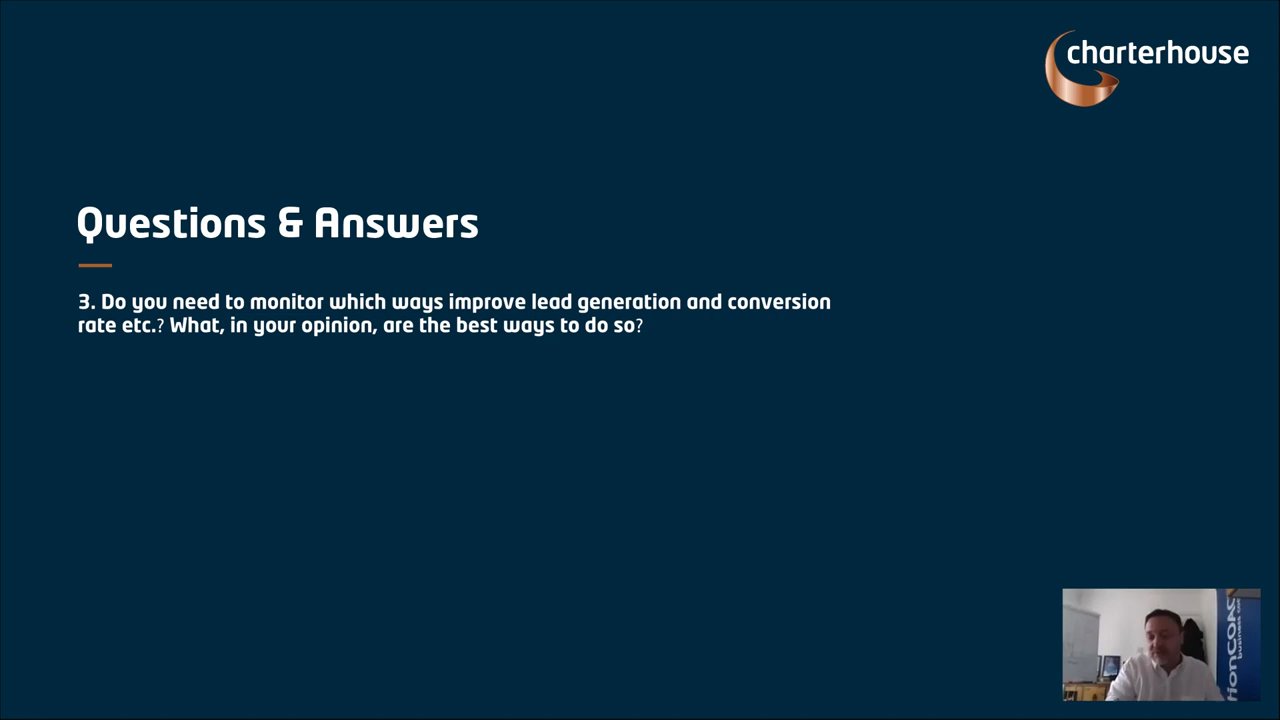 charterhouse
Questions & Answers
3. Do you need to monitor which ways improve lead generation and conversion
rate etc.? What, in your opinion, are the best ways to do so?